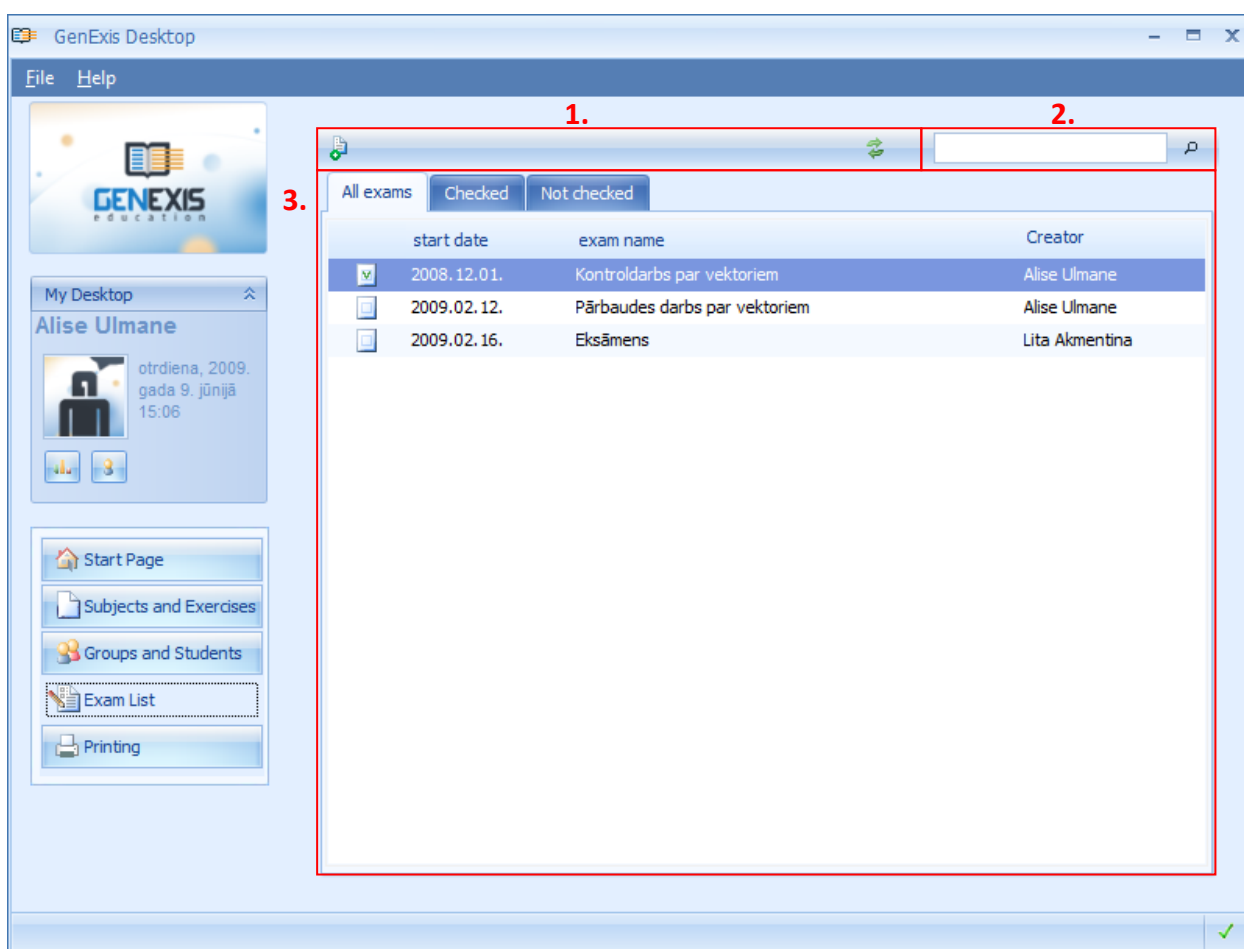 GenExis Desktop
File Help
1.
2.
3.
GENEXIS
education
All exams Checked Not checked
start date exam name Creator
2008.12.01. Kontroldarbs par vektoriem Alise Ulmane
2009.02.12. Pārbaudes darbs par vektoriem Alise Ulmane
2009.02.16. Eksāmens Lita Akmentina
My Desktop
Alise Ulmane
otrdiena, 2009.
gada 9. jūnijā
15:06
Start Page
Subjects and Exercises
Groups and Students
Exam List
Printing